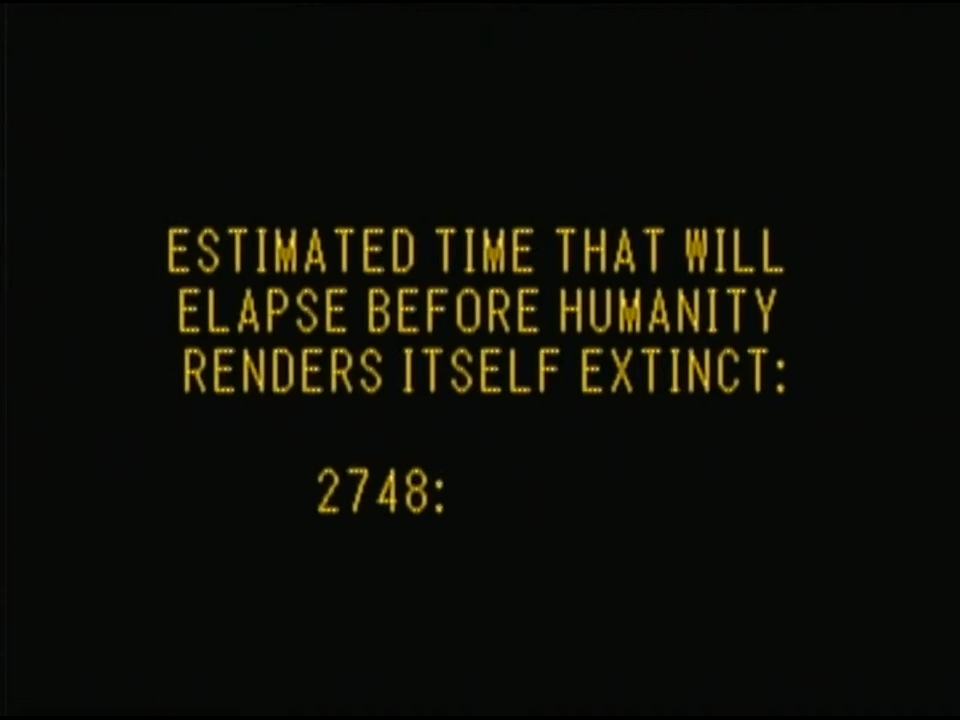 ESTIMATED TIME THAT WILL
ELAPSE BEFORE HUMANITY
RENDERS ITSELF EXTINCT:
2748: